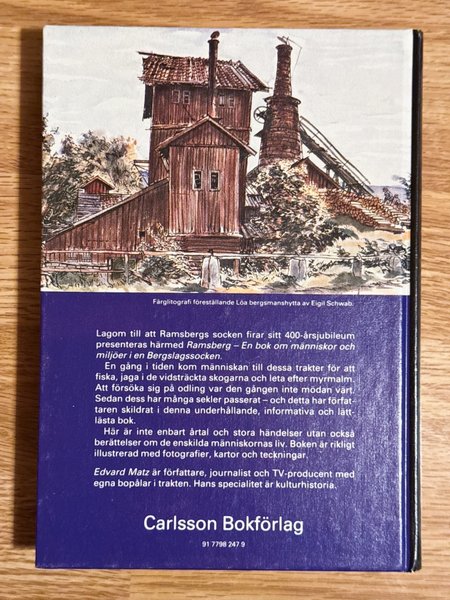 Färglitografi föreställande Löa bergsmanshytta av Eigil Schwab.
Lagom till att Ramsbergs socken firar sitt 400-årsjubileum
presenteras härmed Ramsberg – En bok om människor och
miljöer i en Bergslagssocken.
En gång i tiden kom människan till dessa trakter för att
fiska, jaga i de vidsträckta skogarna och leta efter myrmalm.
Att försöka sig på odling var den gången inte mödan värt.
Sedan dess har många sekler passerat – och detta har förfat-
taren skildrat i denna underhållande, informativa och lätt-
lästa bok.
Här är inte enbart årtal och stora händelser utan också
berättelser om de enskilda människornas liv. Boken är rikligt
illustrerad med fotografier, kartor och teckningar.
Edvard Matz är författare, journalist och TV-producent med
egna bopålar i trakten. Hans specialitet är kulturhistoria.
Carlsson Bokförlag
91 7798 247 9